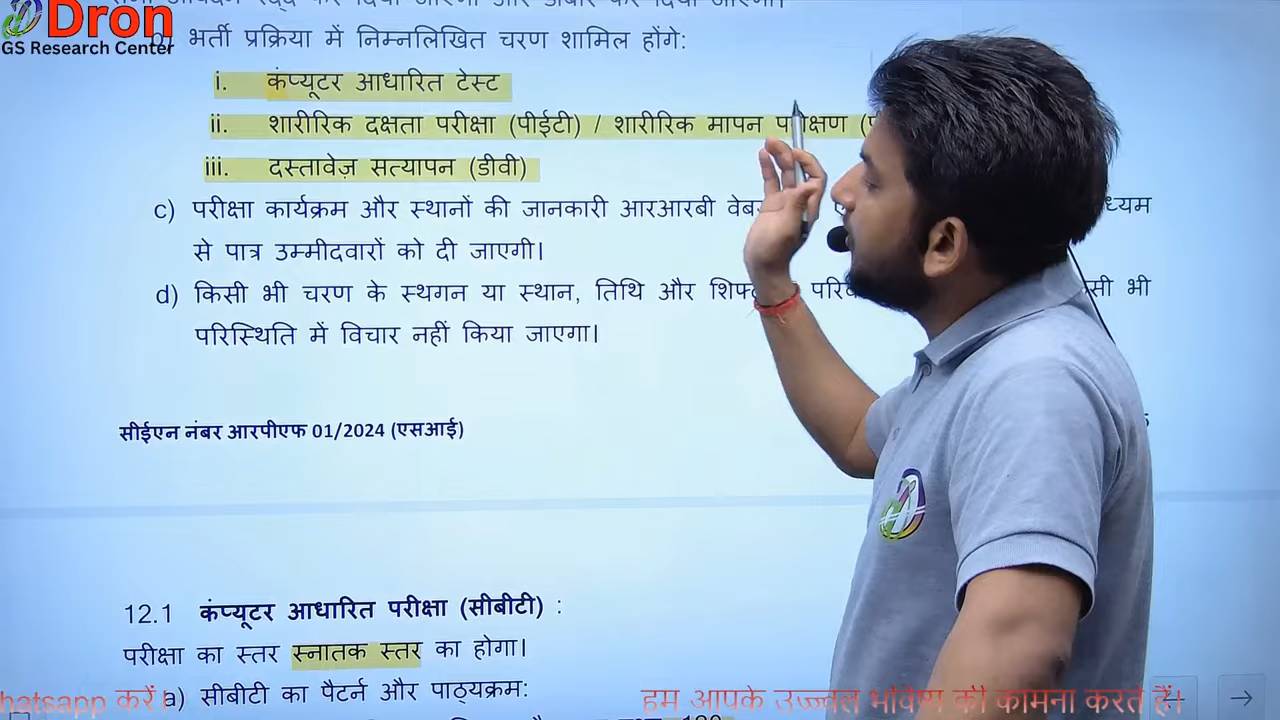 Dron
GS Research Center
भर्ती प्रक्रिया में निम्नलिखित चरण शामिल होंगे:
i. कंप्यूटर आधारित टेस्ट
ii. शारीरिक दक्षता परीक्षा (पीईटी) / शारीरिक मापन परीक्षण
iii. दस्तावेज़ सत्यापन (डीवी)
c) परीक्षा कार्यक्रम और स्थानों की जानकारी आरआरबी
से पात्र उम्मीदवारों को दी जाएगी।
d) किसी भी चरण के स्थगन या स्थान, तिथि और भी
परिस्थिति में विचार नहीं किया जाएगा।
सीईएन नंबर आरपीएफ 01/2024 (एसआई)
12.1 कंप्यूटर आधारित परीक्षा (सीबीटी) :
परीक्षा का स्तर स्नातक स्तर का होगा।
a) सीबीटी का पैटर्न और पाठ्यक्रम:
करें। हम आपके उज्ज्वल भविष्य की कामना करते हैं।